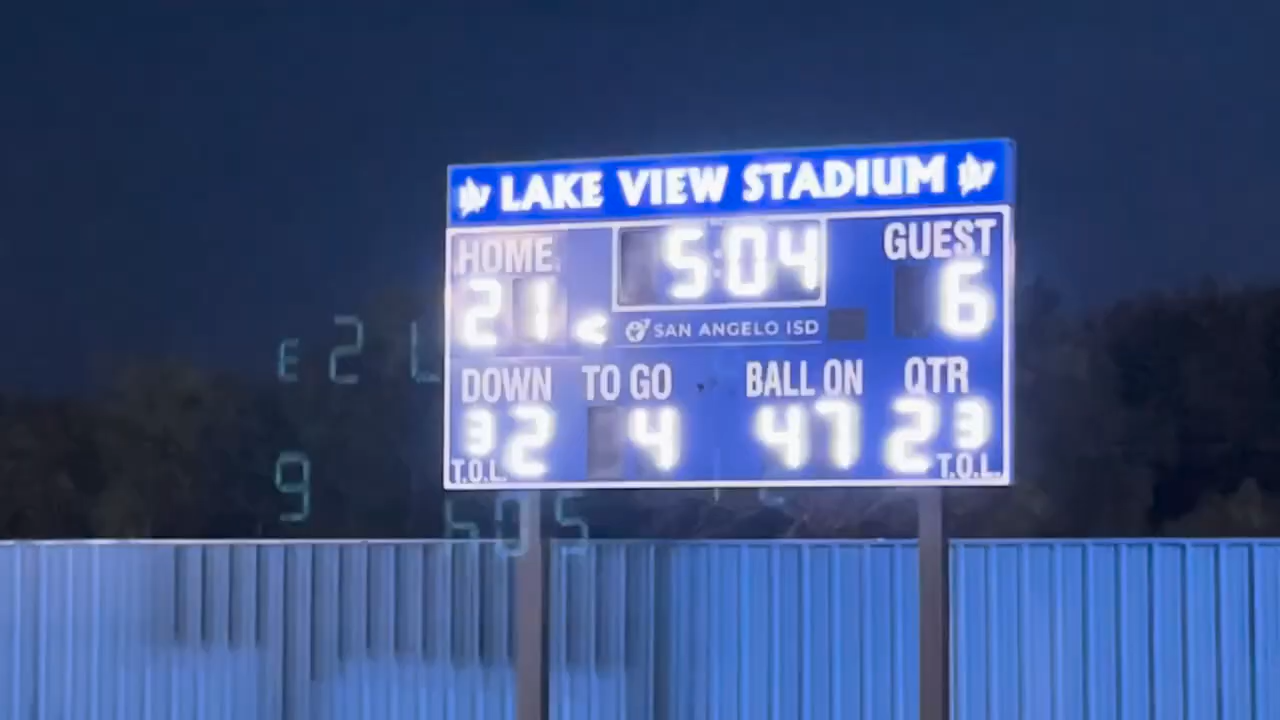 LAKE VIEW STADIUM
HOME 5:04 GUEST
21 < 6
SAN ANGELO ISD
DOWN TO GO BALL ON QTR
3 2 4 47 2 3
T.O.L. T.O.L.